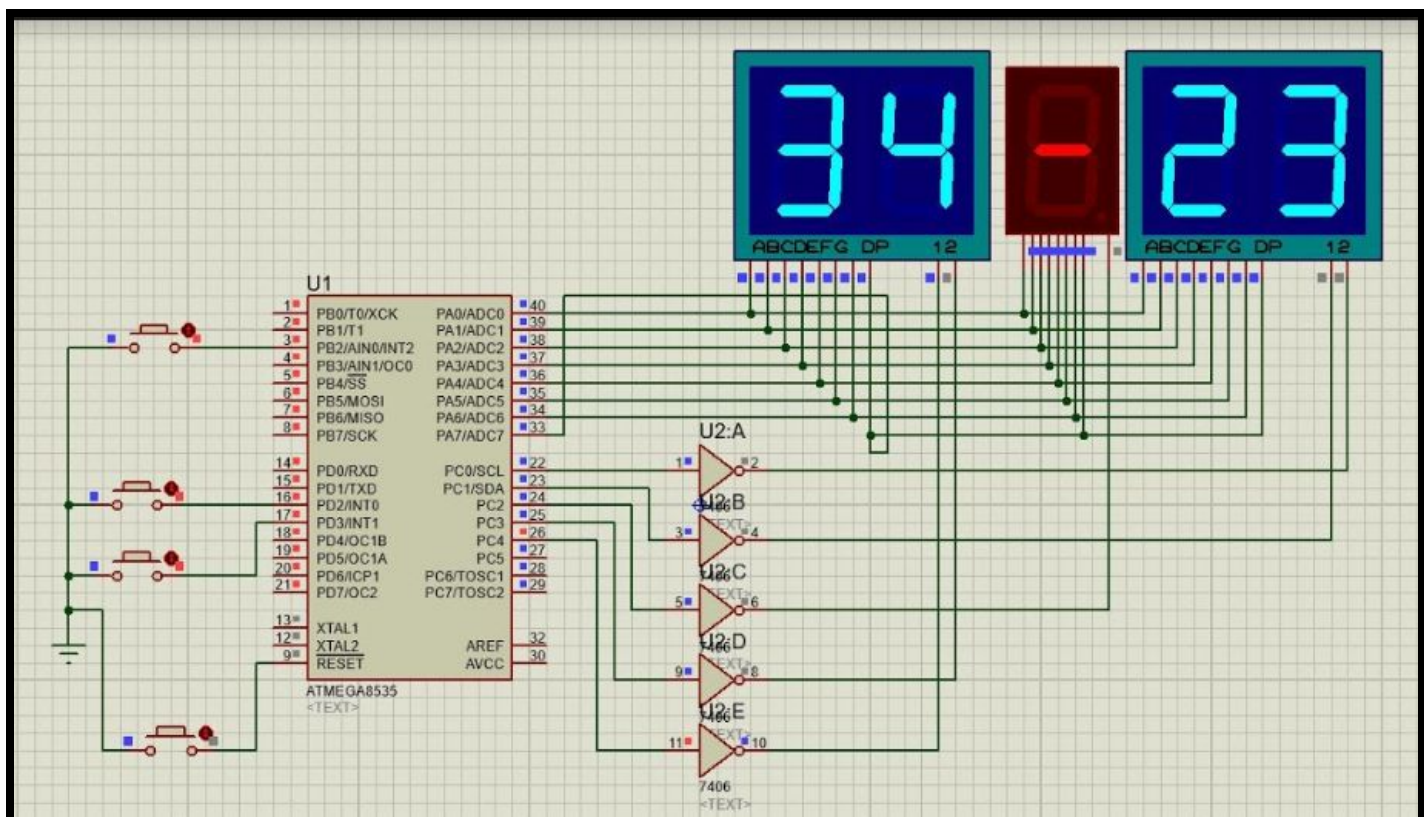 34 - 23
ABCDEFG DP 12
ABCDEFG DP 12
U1
1 PB0/T0/XCK PA0/ADC0 40
2 PB1/T1 PA1/ADC1 39
3 PB2/AIN0/INT2 PA2/ADC2 38
4 PB3/AIN1/OC0 PA3/ADC3 37
5 PB4/SS PA4/ADC4 36
6 PB5/MOSI PA5/ADC5 35
7 PB6/MISO PA6/ADC6 34
8 PB7/SCK PA7/ADC7 33
14 PD0/RXD PC0/SCL 22
15 PD1/TXD PC1/SDA 23
16 PD2/INT0 PC2 24
17 PD3/INT1 PC3 25
18 PD4/OC1B PC4 26
19 PD5/OC1A PC5 27
20 PD6/ICP1 PC6/TOSC1 28
21 PD7/OC2 PC7/TOSC2 29
13 XTAL1
12 XTAL2 AREF 32
9 RESET AVCC 30
ATMEGA8535
<TEXT>
U2:A
1 2
U2:B
<TEXT>
3 4
U2:C
<TEXT>
5 6
U2:D
<TEXT>
9 8
U2:E
<TEXT>
11 10
7406
<TEXT>